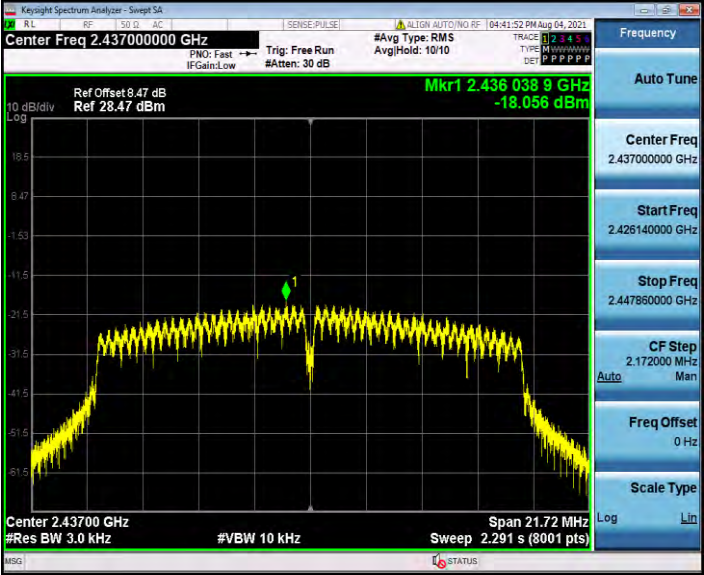 Keysight Spectrum Analyzer - Swept SA
RL RF 50 Ω AC SENSE:PULSE ALIGN AUTO/NO RF 04:41:52 PM Aug 04, 2021
Center Freq 2.437000000 GHz
PNO: Fast
IFGain:Low
Trig: Free Run
#Atten: 30 dB
#Avg Type: RMS
Avg|Hold: 10/10
TRACE 1 2 3 4 5 6
TYPE M WWWWW
DET P P P P P P
Mkr1 2.436 038 9 GHz
-18.056 dBm
Ref Offset 8.47 dB
10 dB/div Ref 28.47 dBm
Log
18.5
8.47
-1.53
-11.5
-21.5
-31.5
-41.5
-51.5
-61.5
1
Center 2.43700 GHz Span 21.72 MHz
#Res BW 3.0 kHz #VBW 10 kHz Sweep 2.291 s (8001 pts)
MSG STATUS
Frequency
Auto Tune
Center Freq
2.437000000 GHz
Start Freq
2.426140000 GHz
Stop Freq
2.447860000 GHz
CF Step
2.172000 MHz
Auto Man
Freq Offset
0 Hz
Scale Type
Log Lin